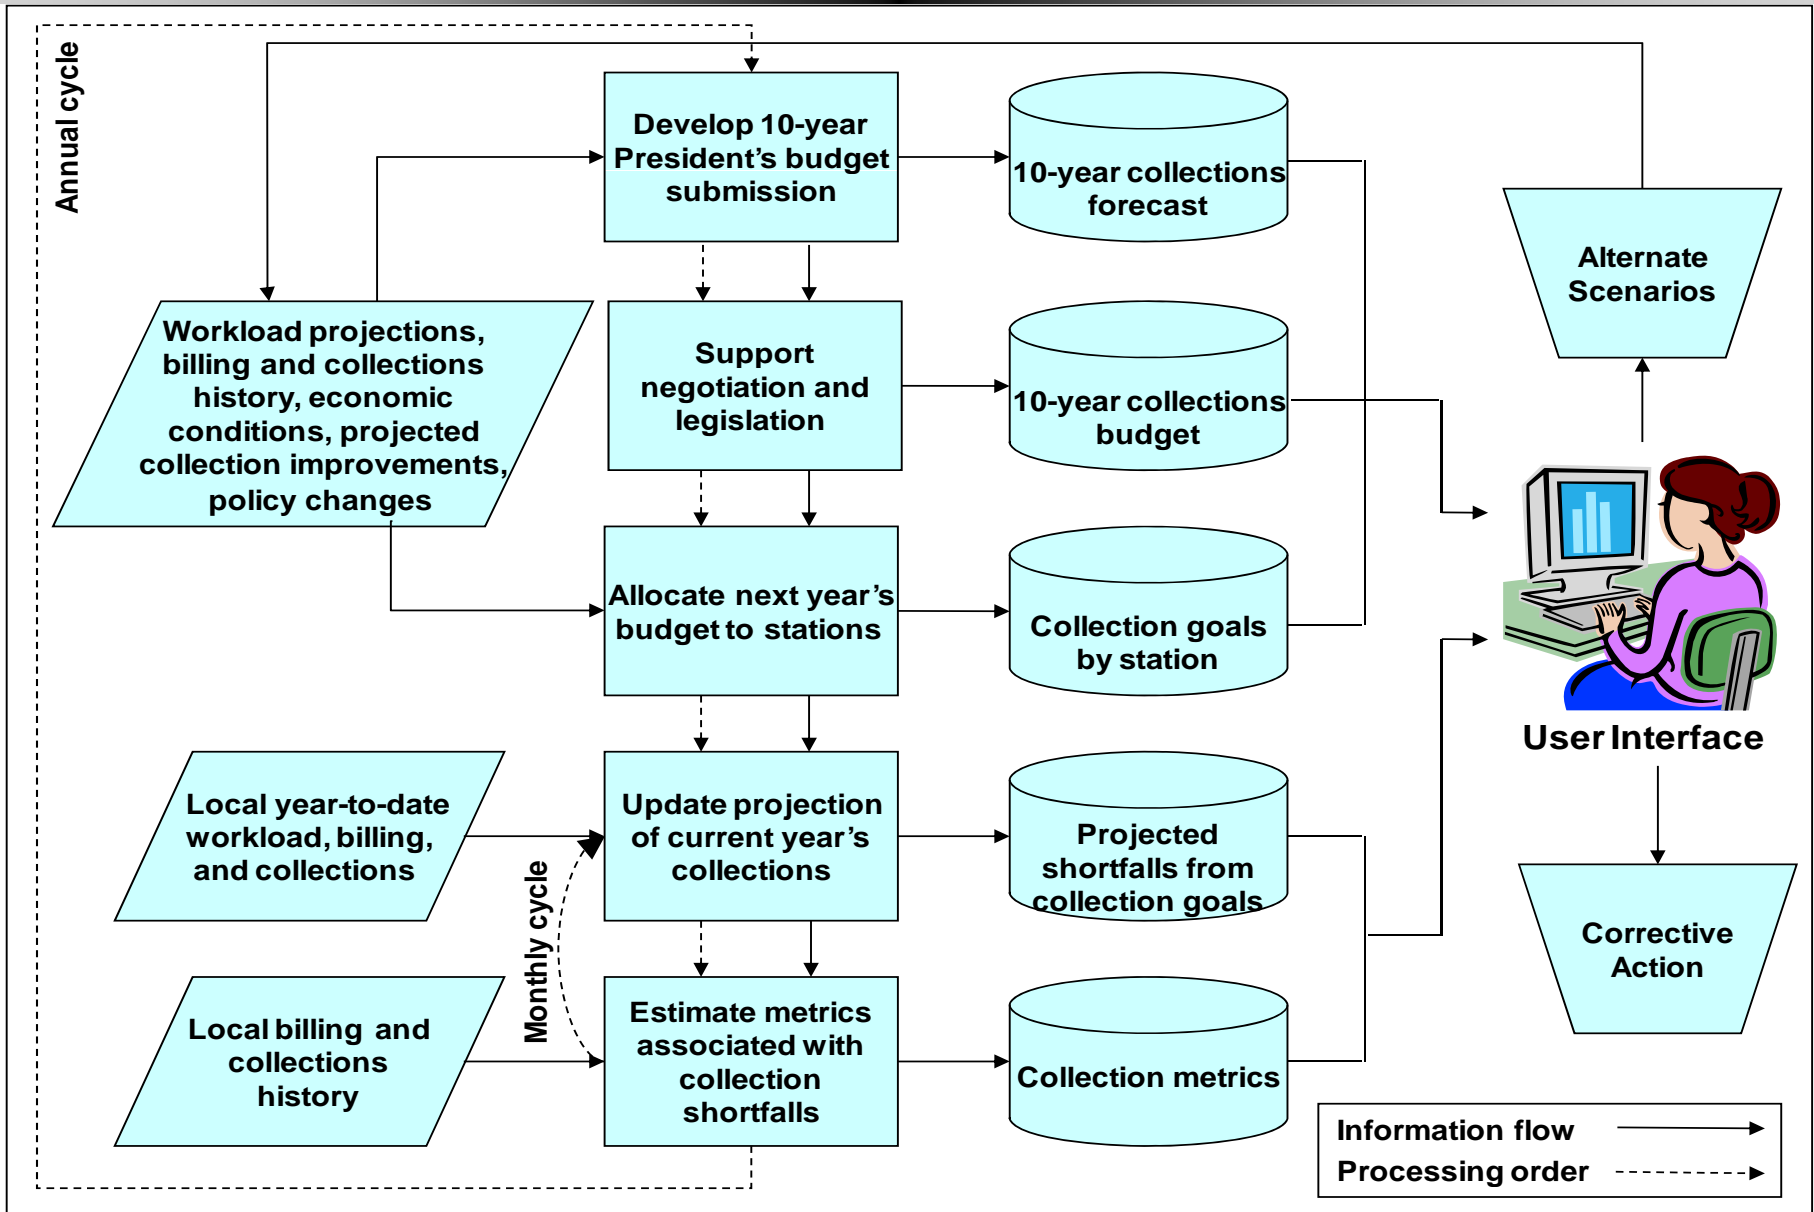 Annual cycle
Develop 10-year
President's budget
submission
10-year collections
forecast
Alternate
Scenarios
Workload projections,
billing and collections
history, economic
conditions, projected
collection improvements,
policy changes
Support
negotiation and
legislation
10-year collections
budget
Allocate next year's
budget to stations
Collection goals
by station
User Interface
Local year-to-date
workload, billing,
and collections
Update projection
of current year's
collections
Projected
shortfalls from
collection goals
Monthly cycle
Corrective
Action
Local billing and
collections
history
Estimate metrics
associated with
collection
shortfalls
Collection metrics
Information flow
Processing order